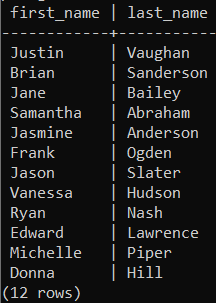 first_name | last_name
------------+-----------
Justin | Vaughan
Brian | Sanderson
Jane | Bailey
Samantha | Abraham
Jasmine | Anderson
Frank | Ogden
Jason | Slater
Vanessa | Hudson
Ryan | Nash
Edward | Lawrence
Michelle | Piper
Donna | Hill
(12 rows)